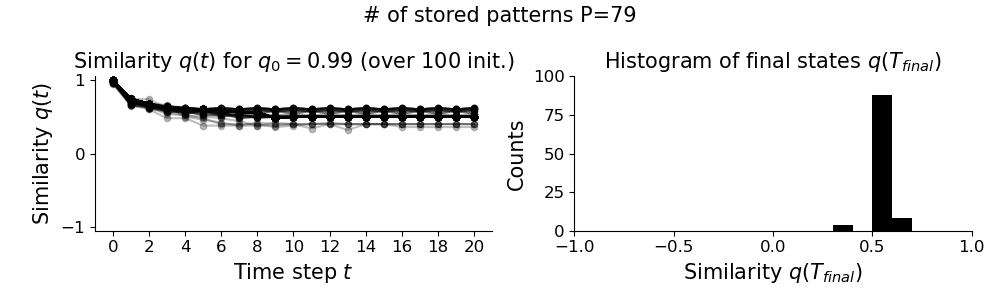 # of stored patterns P=79
Similarity q(t) for q₀ = 0.99 (over 100 init.)
Similarity q(t)
1
0
−1
0 2 4 6 8 10 12 14 16 18 20
Time step t
Histogram of final states q(T_final)
Counts
100
75
50
25
0
−1.0 −0.5 0.0 0.5 1.0
Similarity q(T_final)